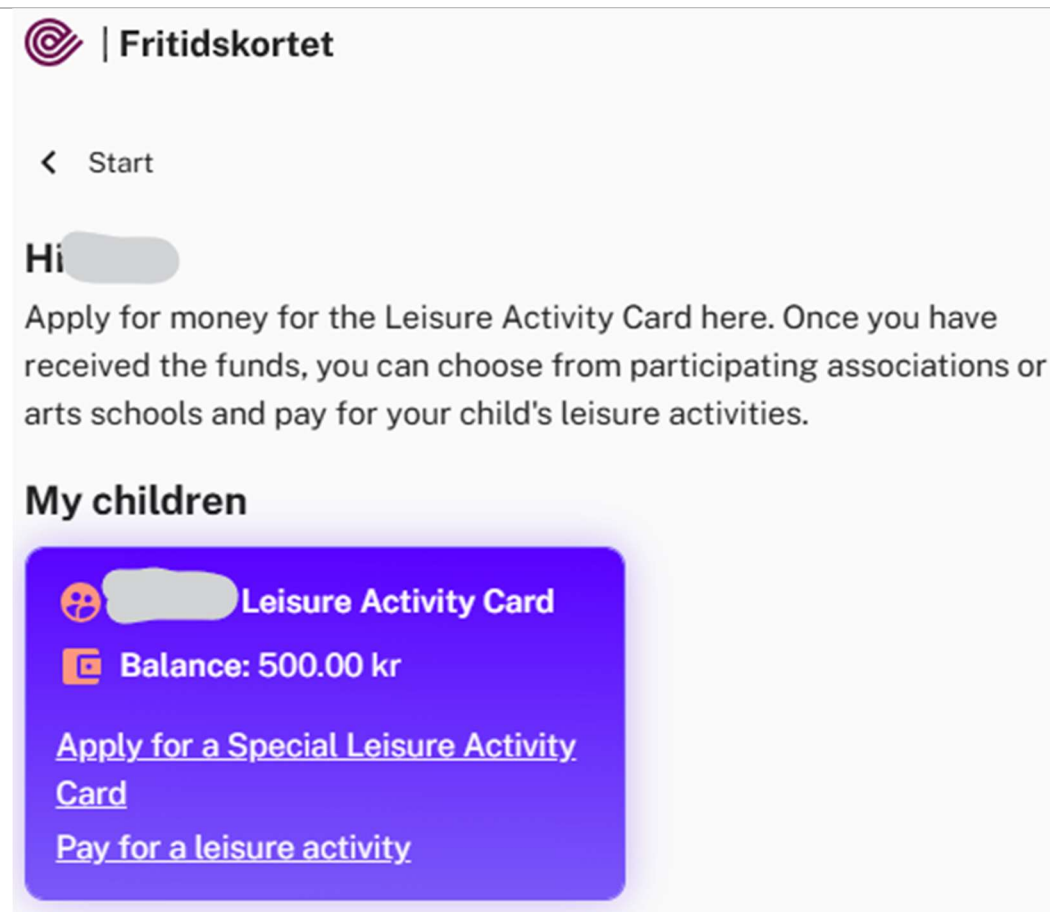 | Fritidskortet
Start
Hi
Apply for money for the Leisure Activity Card here. Once you have
received the funds, you can choose from participating associations or
arts schools and pay for your child's leisure activities.
My children
Leisure Activity Card
Balance: 500.00 kr
Apply for a Special Leisure Activity
Card
Pay for a leisure activity